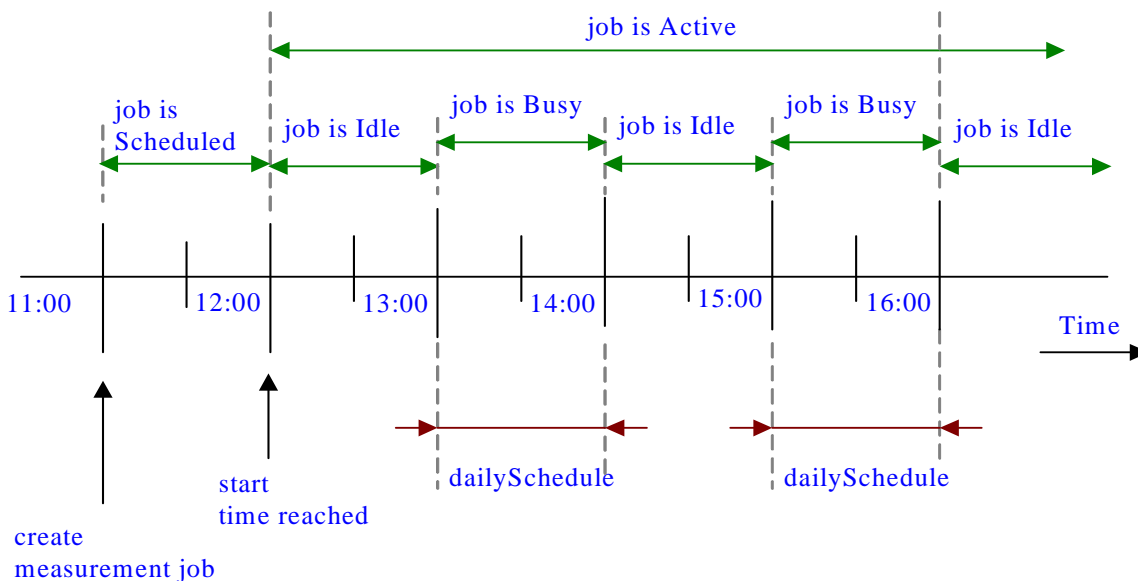 job is Active
job is
Scheduled
job is Idle
job is Busy
job is Idle
job is Busy
job is Idle
11:00
12:00
13:00
14:00
15:00
16:00
Time
dailySchedule
dailySchedule
start
time reached
create
measurement job